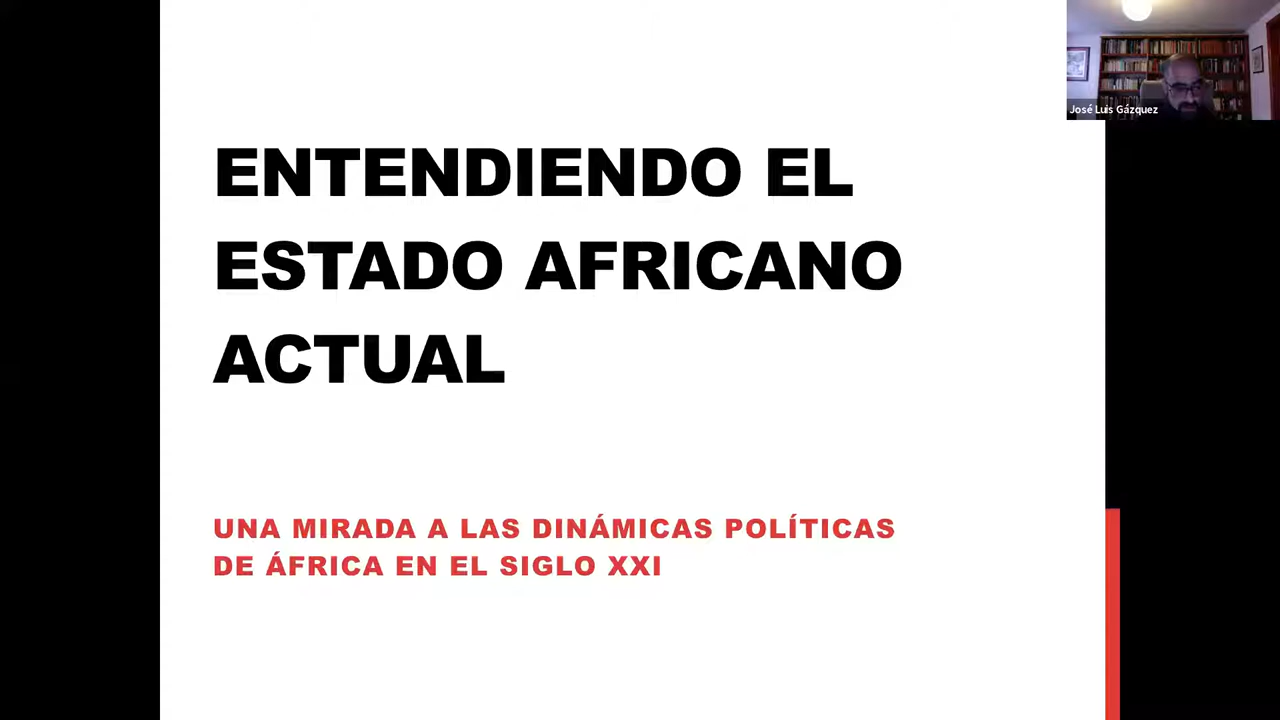 José Luis Gázquez
ENTENDIENDO EL
ESTADO AFRICANO
ACTUAL
UNA MIRADA A LAS DINÁMICAS POLÍTICAS
DE ÁFRICA EN EL SIGLO XXI